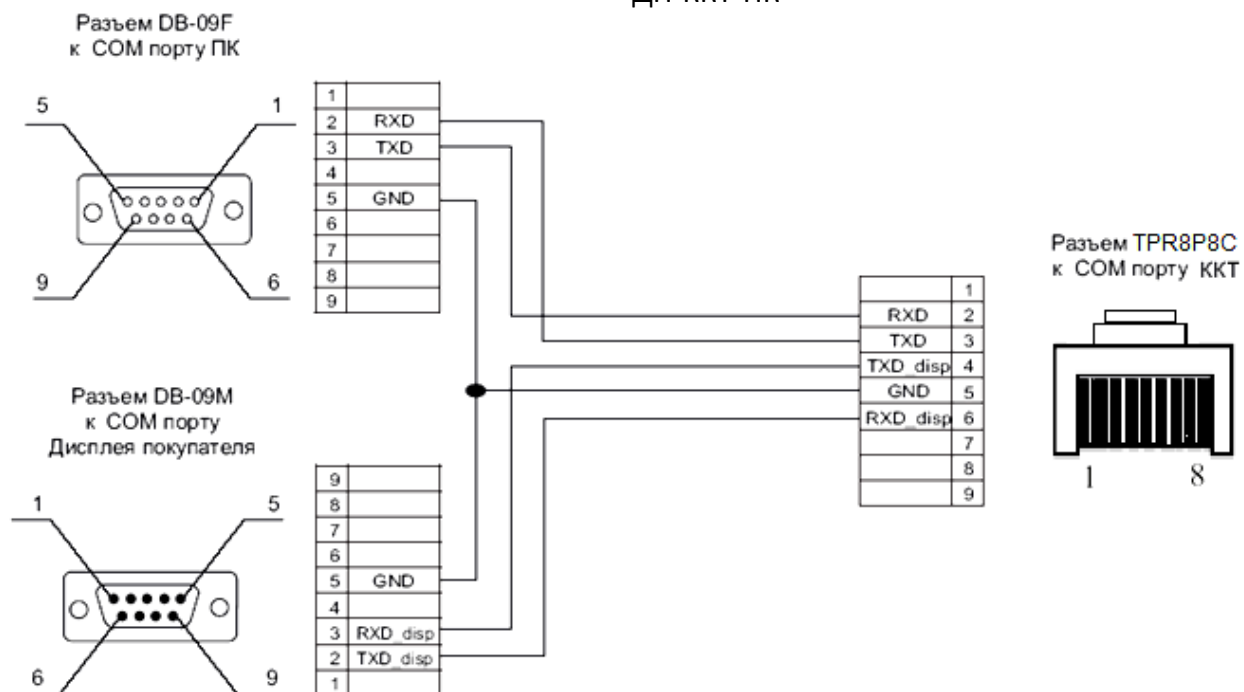 ДП-ККТ-ПК
Разъем DB-09F
к COM порту ПК
5
1
9
6
1
2 RXD
3 TXD
4
5 GND
6
7
8
9
1
RXD 2
TXD 3
TXD_disp 4
GND 5
RXD_disp 6
7
8
9
Разъем TPR8P8C
к COM порту ККТ
1
8
Разъем DB-09M
к COM порту
Дисплея покупателя
1
5
6
9
9
8
7
6
5 GND
4
3 RXD_disp
2 TXD_disp
1